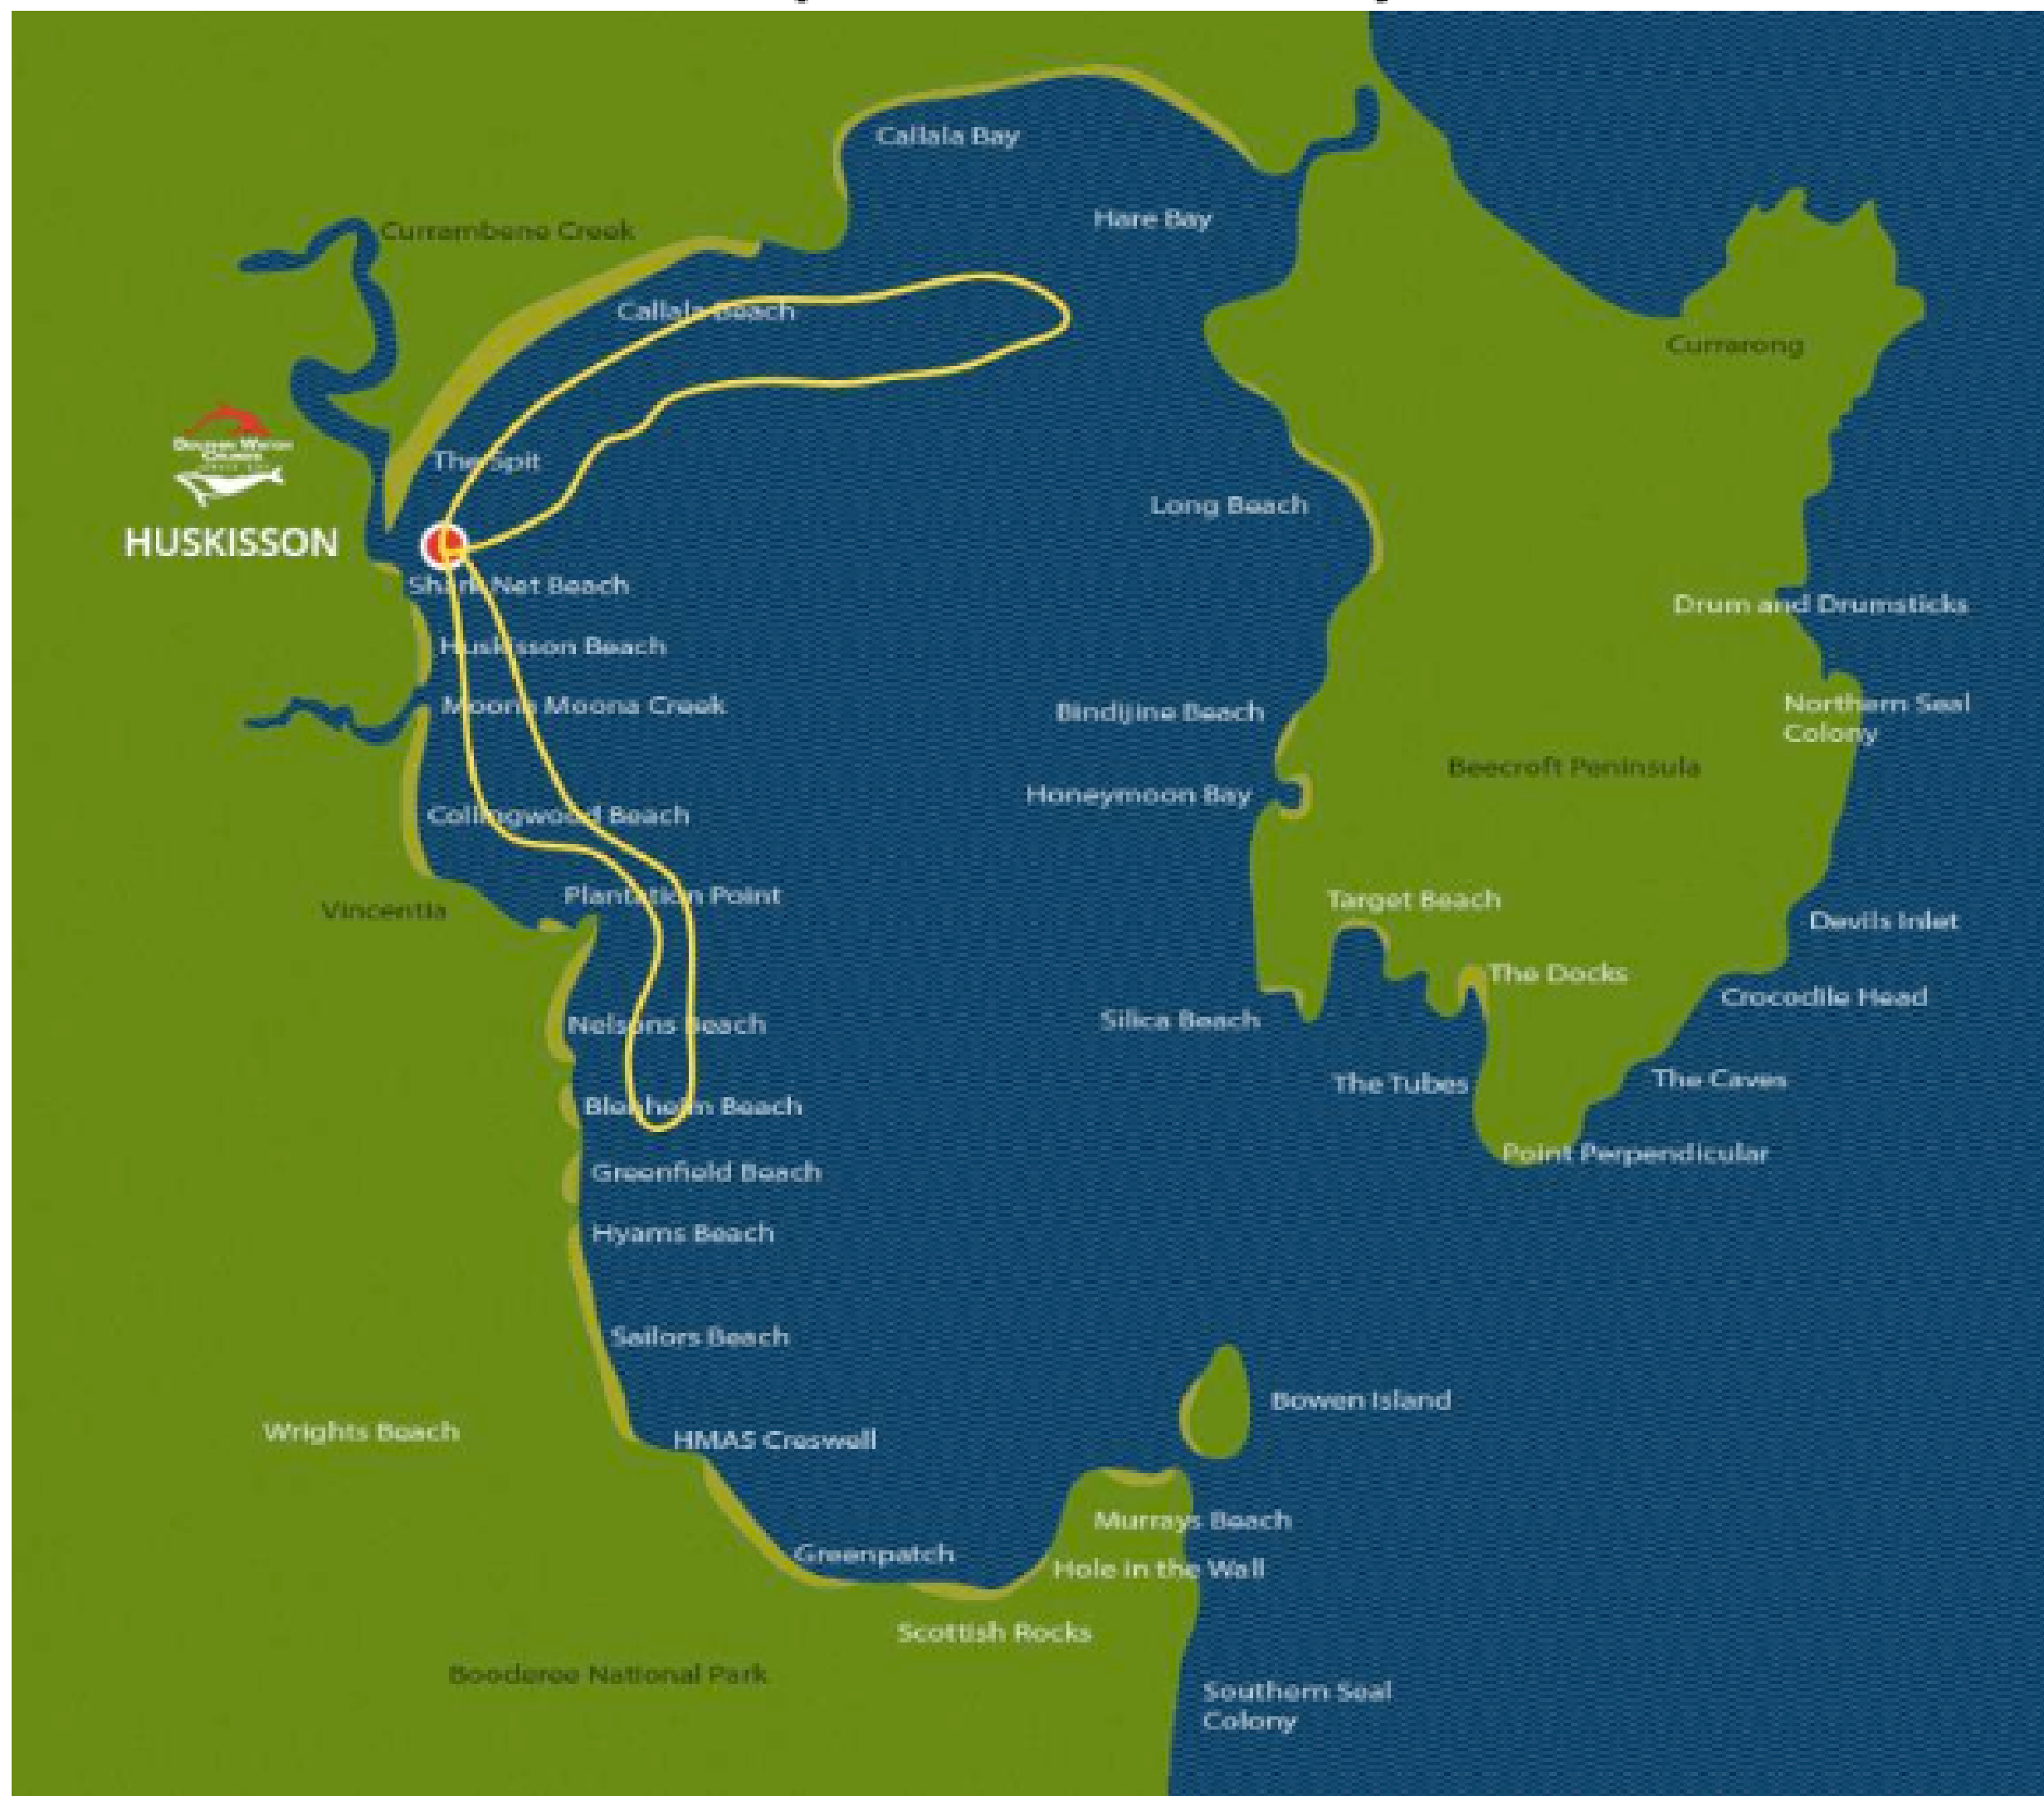 Callala Bay
Hare Bay
Currambene Creek
Callala Beach
Currarong
The Spit
Long Beach
HUSKISSON
Shark Net Beach
Drum and Drumsticks
Huskisson Beach
Moona Moona Creek
Bindijine Beach
Northern Seal
Colony
Beecroft Peninsula
Honeymoon Bay
Collingwood Beach
Plantation Point
Target Beach
Vincentia
Devils Inlet
The Docks
Crocodile Head
Nelsons Beach
Silica Beach
The Tubes
The Caves
Blenheim Beach
Point Perpendicular
Greenfield Beach
Hyams Beach
Sailors Beach
Bowen Island
Wrights Beach
HMAS Creswell
Murrays Beach
Greenpatch
Hole in the Wall
Scottish Rocks
Booderee National Park
Southern Seal
Colony